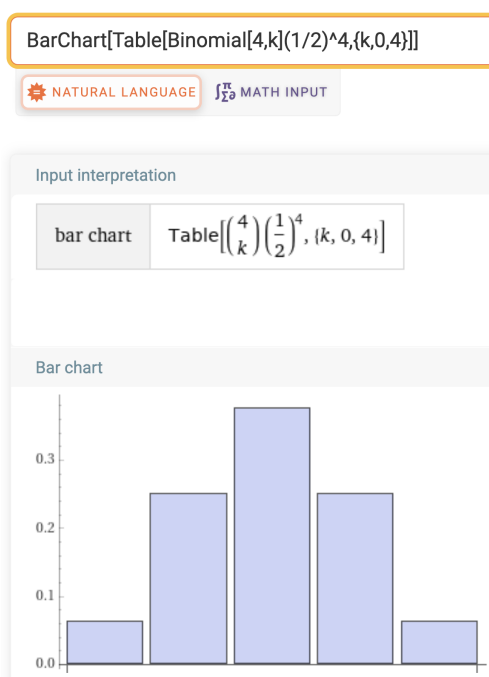 BarChart[Table[Binomial[4,k](1/2)^4,{k,0,4}]]
NATURAL LANGUAGE
∫π Σ∂ MATH INPUT
Input interpretation
bar chart Table[(4 k)(1/2)^4, {k, 0, 4}]
Bar chart
0.3
0.2
0.1
0.0